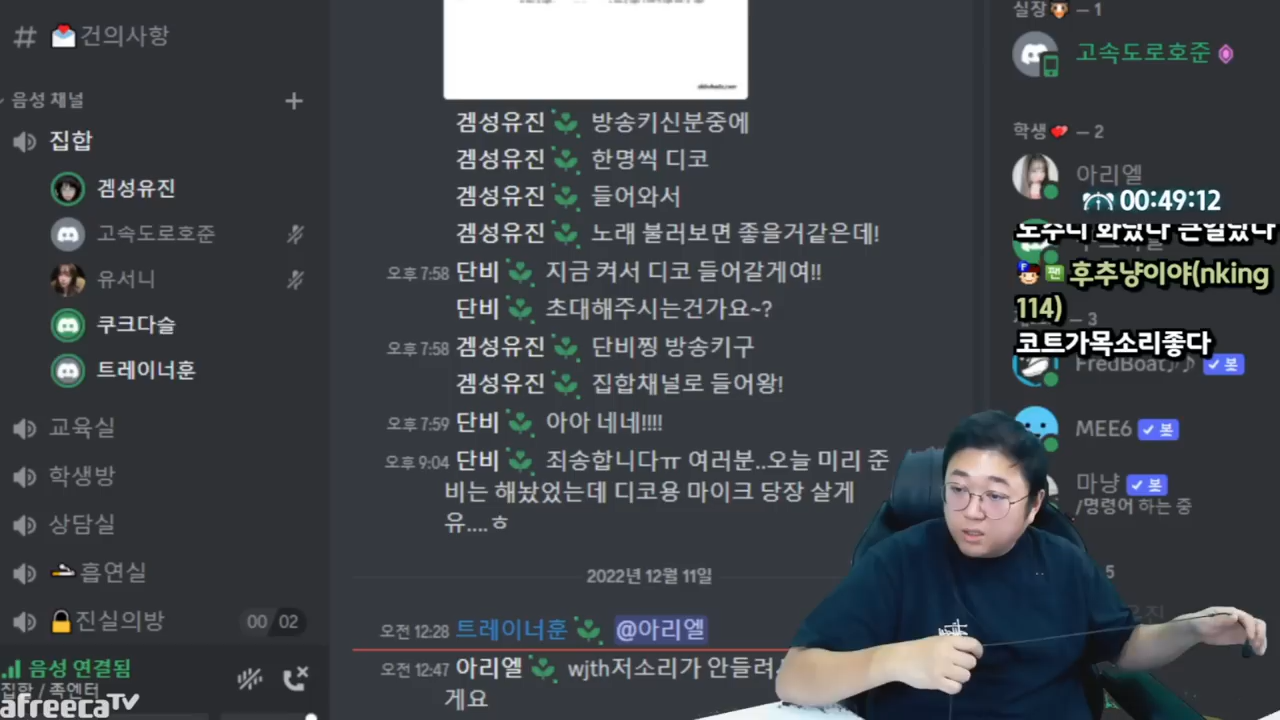 건의사항
음성 채널
집합
겜성유진
고속도로호준
유서니
쿠크다슬
트레이너훈
교육실
학생방
상담실
흡연실
진실의방 00 02
음성 연결됨
집합 / 족엔터
afreecaTV
겜성유진 방송키신분중에
겜성유진 한명씩 디코
겜성유진 들어와서
겜성유진 노래 불러보면 좋을거같은데!
오후 7:58 단비 지금 켜서 디코 들어갈게여!!
단비 초대해주시는건가요~?
오후 7:58 겜성유진 단비찡 방송키구
겜성유진 집합채널로 들어왕!
오후 7:59 단비 아아 네네!!!!
오후 9:04 단비 죄송합니다ㅠ 여러분..오늘 미리 준
비는 해놨었는데 디코용 마이크 당장 살게
유....ㅎ
2022년 12월 11일
오전 12:28 트레이너훈 @아리엘
오전 12:47 아리엘 wjth저소리가 안들려
게요
실장 – 1
고속도로호준
학생 – 2
아리엘
00:49:12
팬 후추냥이야(nking
114)
– 3
코트가목소리좋다
FredBoat♪♪ 봇
MEE6 봇
마냥 봇
/명령어 하는 중
5